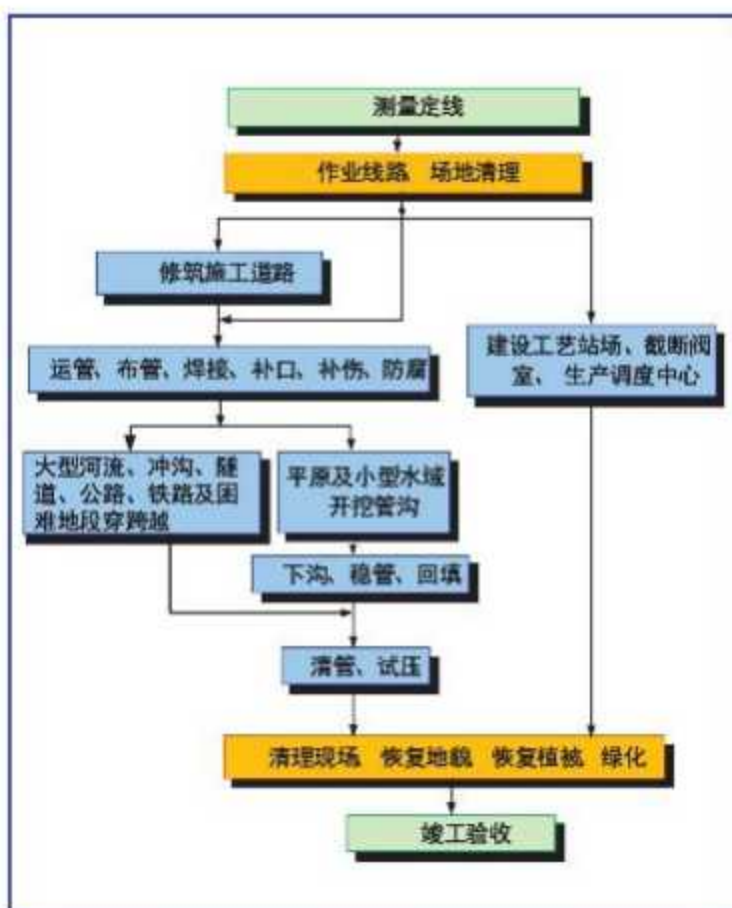 测量定线
作业线路、场地清理
修筑施工道路
建设工艺站场、截断阀
室、生产调度中心
运管、布管、焊接、补口、补伤、防腐
大型河流、冲沟、隧
道、公路、铁路及困
难地段穿跨越
平原及小型水域
开挖管沟
下沟、稳管、回填
清管、试压
清理现场、恢复地貌、恢复植被、绿化
竣工验收